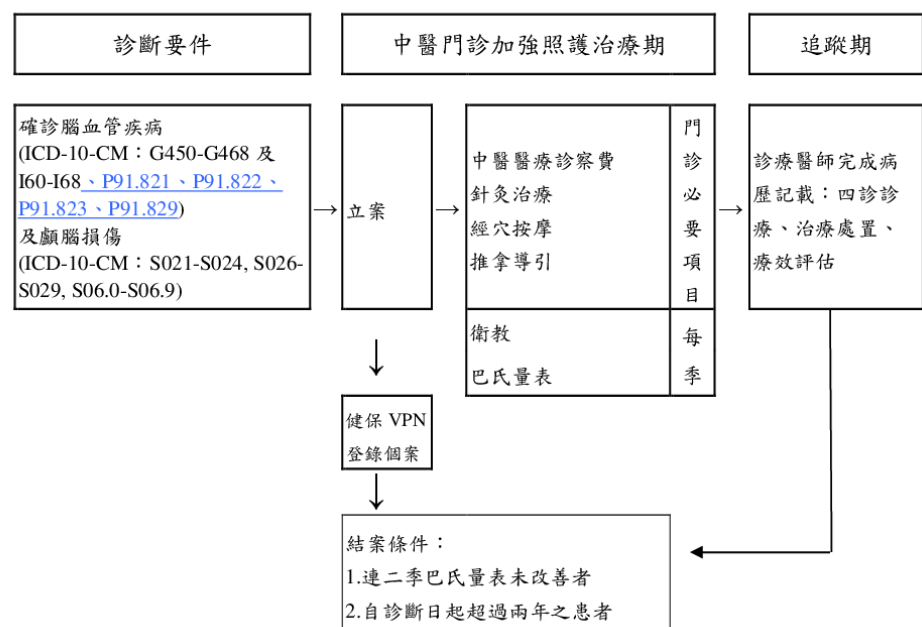 診斷要件
中醫門診加強照護治療期
追蹤期
確診腦血管疾病
(ICD-10-CM：G450-G468 及
I60-I68、P91.821、P91.822、
P91.823、P91.829)
及顱腦損傷
(ICD-10-CM：S021-S024, S026-
S029, S06.0-S06.9)
→
立案
→
中醫醫療診察費
針灸治療
經穴按摩
推拿導引
門
診
必
要
項
目
衛教
巴氏量表
每
季
→
診療醫師完成病
歷記載：四診診
療、治療處置、
療效評估
↓
健保 VPN
登錄個案
↓
結案條件：
1.連二季巴氏量表未改善者
2.自診斷日起超過兩年之患者